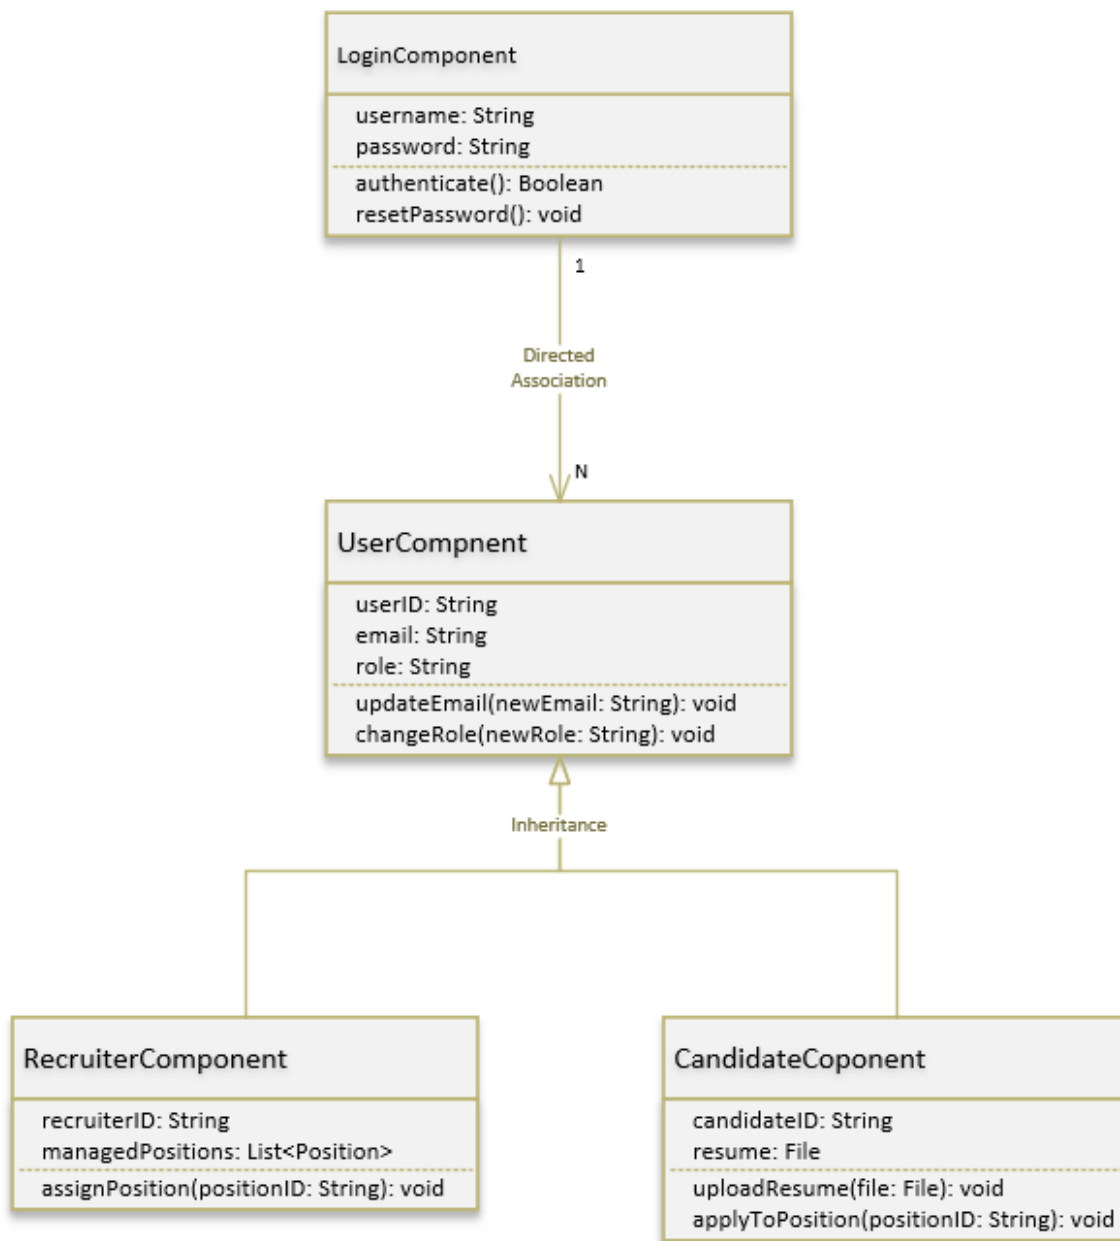 LoginComponent
username: String
password: String
authenticate(): Boolean
resetPassword(): void
1
Directed
Association
N
UserCompnent
userID: String
email: String
role: String
updateEmail(newEmail: String): void
changeRole(newRole: String): void
Inheritance
RecruiterComponent
recruiterID: String
managedPositions: List<Position>
assignPosition(positionID: String): void
CandidateCoponent
candidateID: String
resume: File
uploadResume(file: File): void
applyToPosition(positionID: String): void